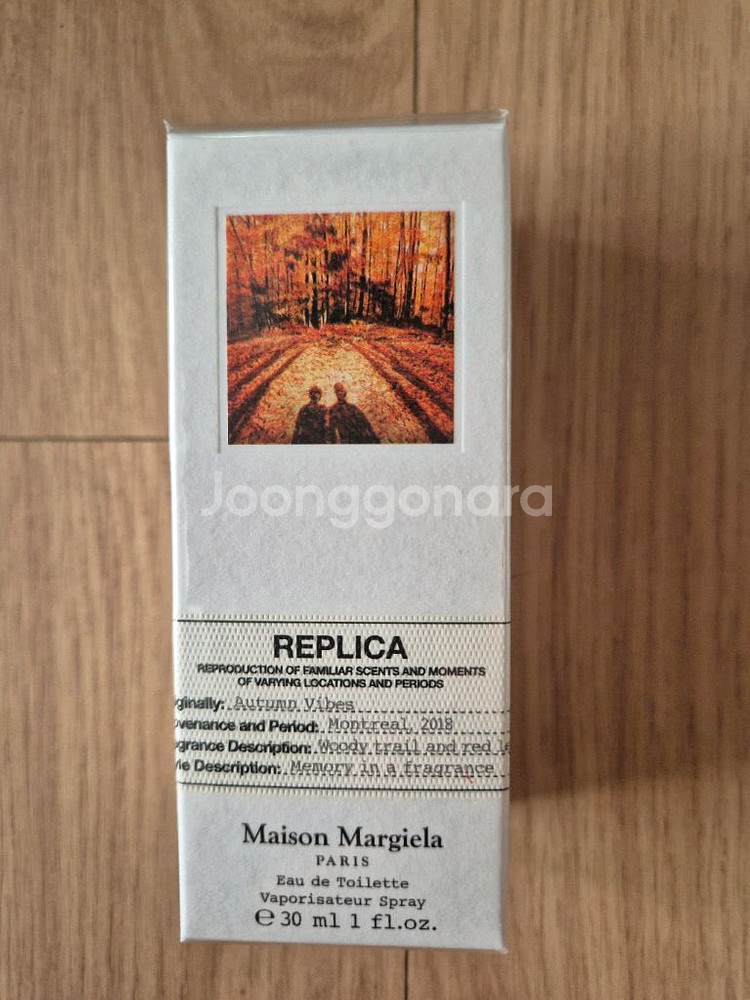 Joonggonara
REPLICA
REPRODUCTION OF FAMILIAR SCENTS AND MOMENTS
OF VARYING LOCATIONS AND PERIODS
ginally: Autumn Vibes
ovenance and Period: Montreal, 2018
grance Description: Woody trail and red le
le Description: Memory in a fragrance
Maison Margiela
PARIS
Eau de Toilette
Vaporisateur Spray
℮ 30 ml 1 fl.oz.